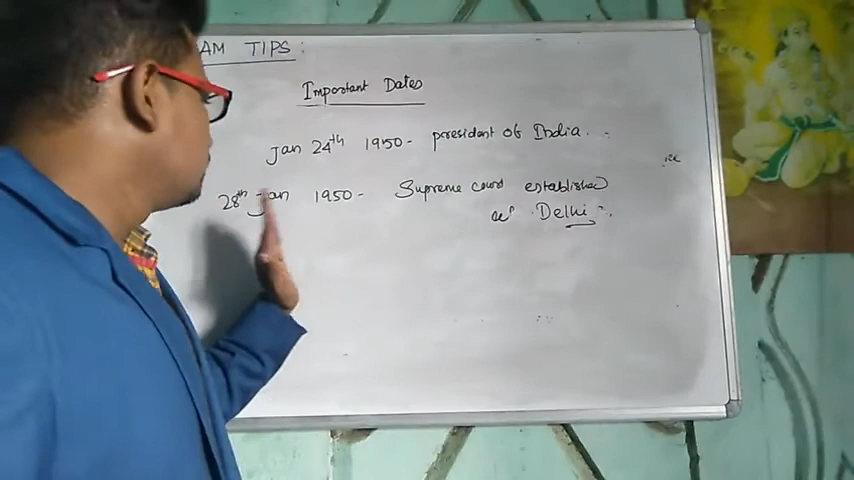 AM TIPS:
Important Dates
Jan 24th 1950 - president of India.
28th Jan 1950 - Supreme court established
at Delhi.